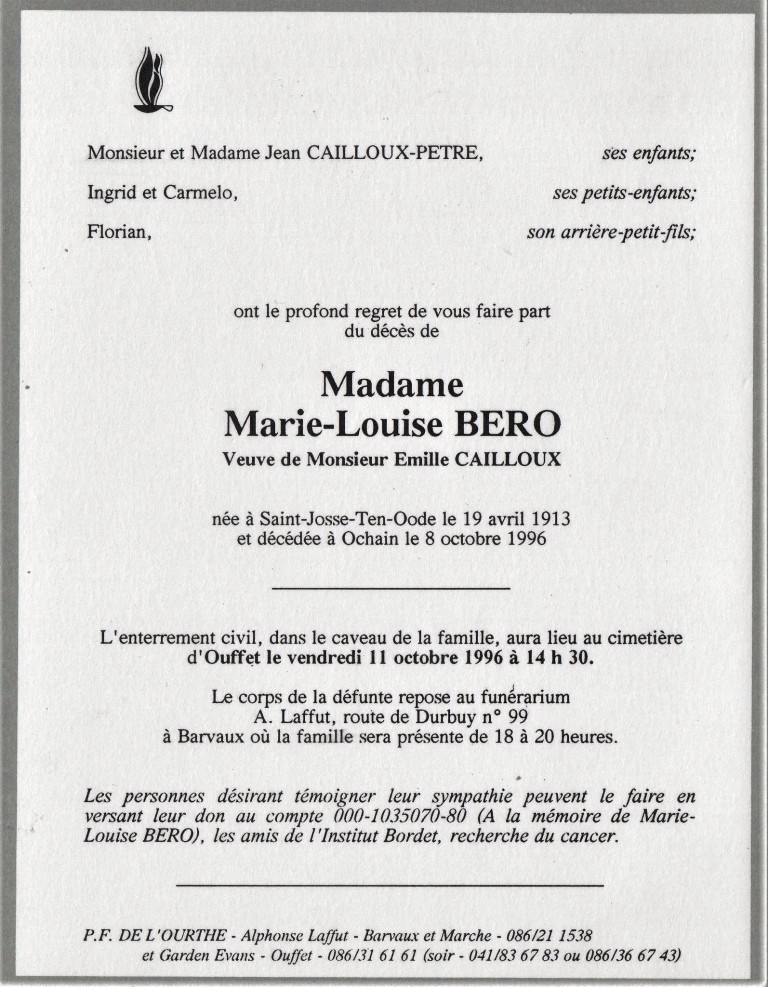 Monsieur et Madame Jean CAILLOUX-PETRE, ses enfants;
Ingrid et Carmelo, ses petits-enfants;
Florian, son arrière-petit-fils;
ont le profond regret de vous faire part
du décès de
Madame
Marie-Louise BERO
Veuve de Monsieur Emille CAILLOUX
née à Saint-Josse-Ten-Oode le 19 avril 1913
et décédée à Ochain le 8 octobre 1996
L'enterrement civil, dans le caveau de la famille, aura lieu au cimetière
d'Ouffet le vendredi 11 octobre 1996 à 14 h 30.
Le corps de la défunte repose au funérarium
A. Laffut, route de Durbuy n° 99
à Barvaux où la famille sera présente de 18 à 20 heures.
Les personnes désirant témoigner leur sympathie peuvent le faire en
versant leur don au compte 000-1035070-80 (A la mémoire de Marie-
Louise BERO), les amis de l'Institut Bordet, recherche du cancer.
P.F. DE L'OURTHE - Alphonse Laffut - Barvaux et Marche - 086/21 1538
et Garden Evans - Ouffet - 086/31 61 61 (soir - 041/83 67 83 ou 086/36 67 43)